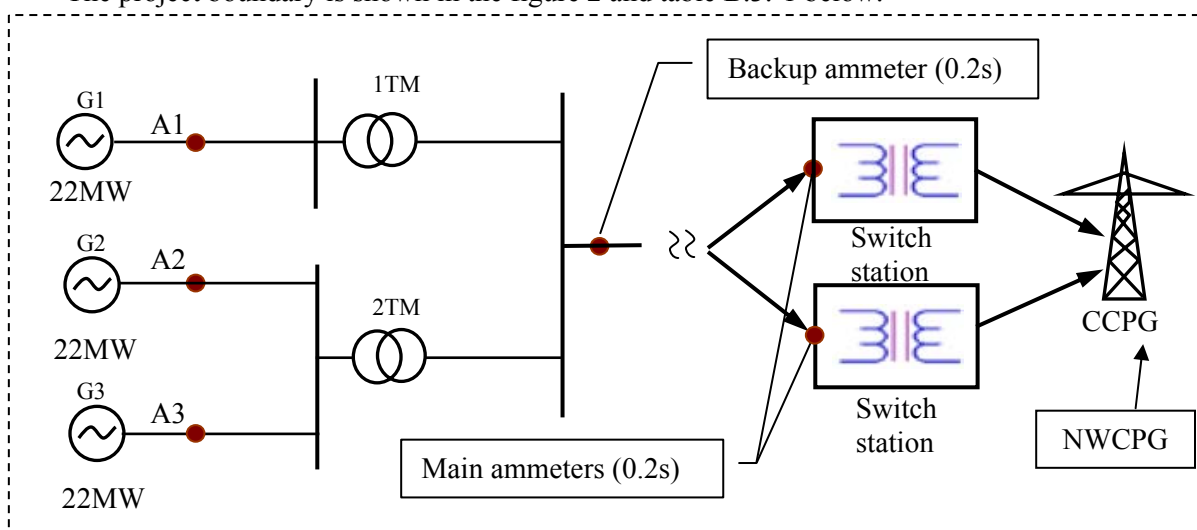 The project boundary is shown in the figure 2 and table B.3. 1 below.
Backup ammeter (0.2s)
1TM
G1
A1
22MW
Switch
station
G2
A2
22MW
2TM
CCPG
G3
A3
22MW
Switch
station
NWCPG
Main ammeters (0.2s)